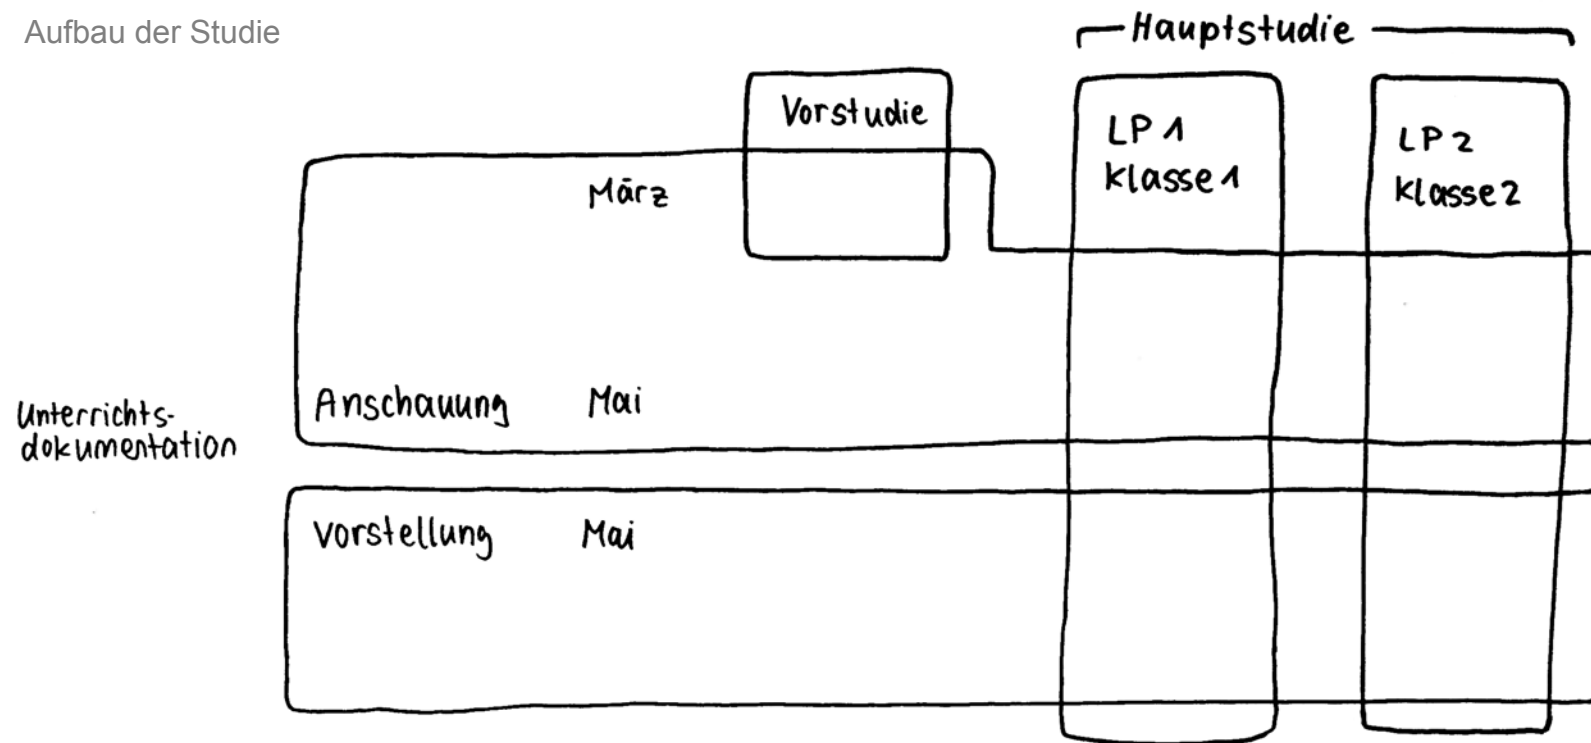 Aufbau der Studie
Hauptstudie
Vorstudie
LP 1
Klasse 1
LP 2
Klasse 2
März
Anschauung Mai
Unterrichts-
dokumentation
Vorstellung Mai